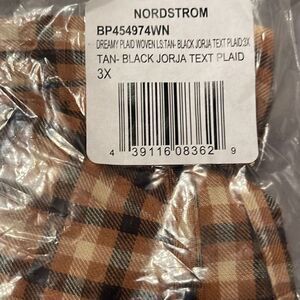 NORDSTROM
BP454974WN
DREAMY PLAID WOVEN LS:TAN- BLACK JORJA TEXT PLAID:3X
TAN- BLACK JORJA TEXT PLAID
3X
4 39116 08362 9